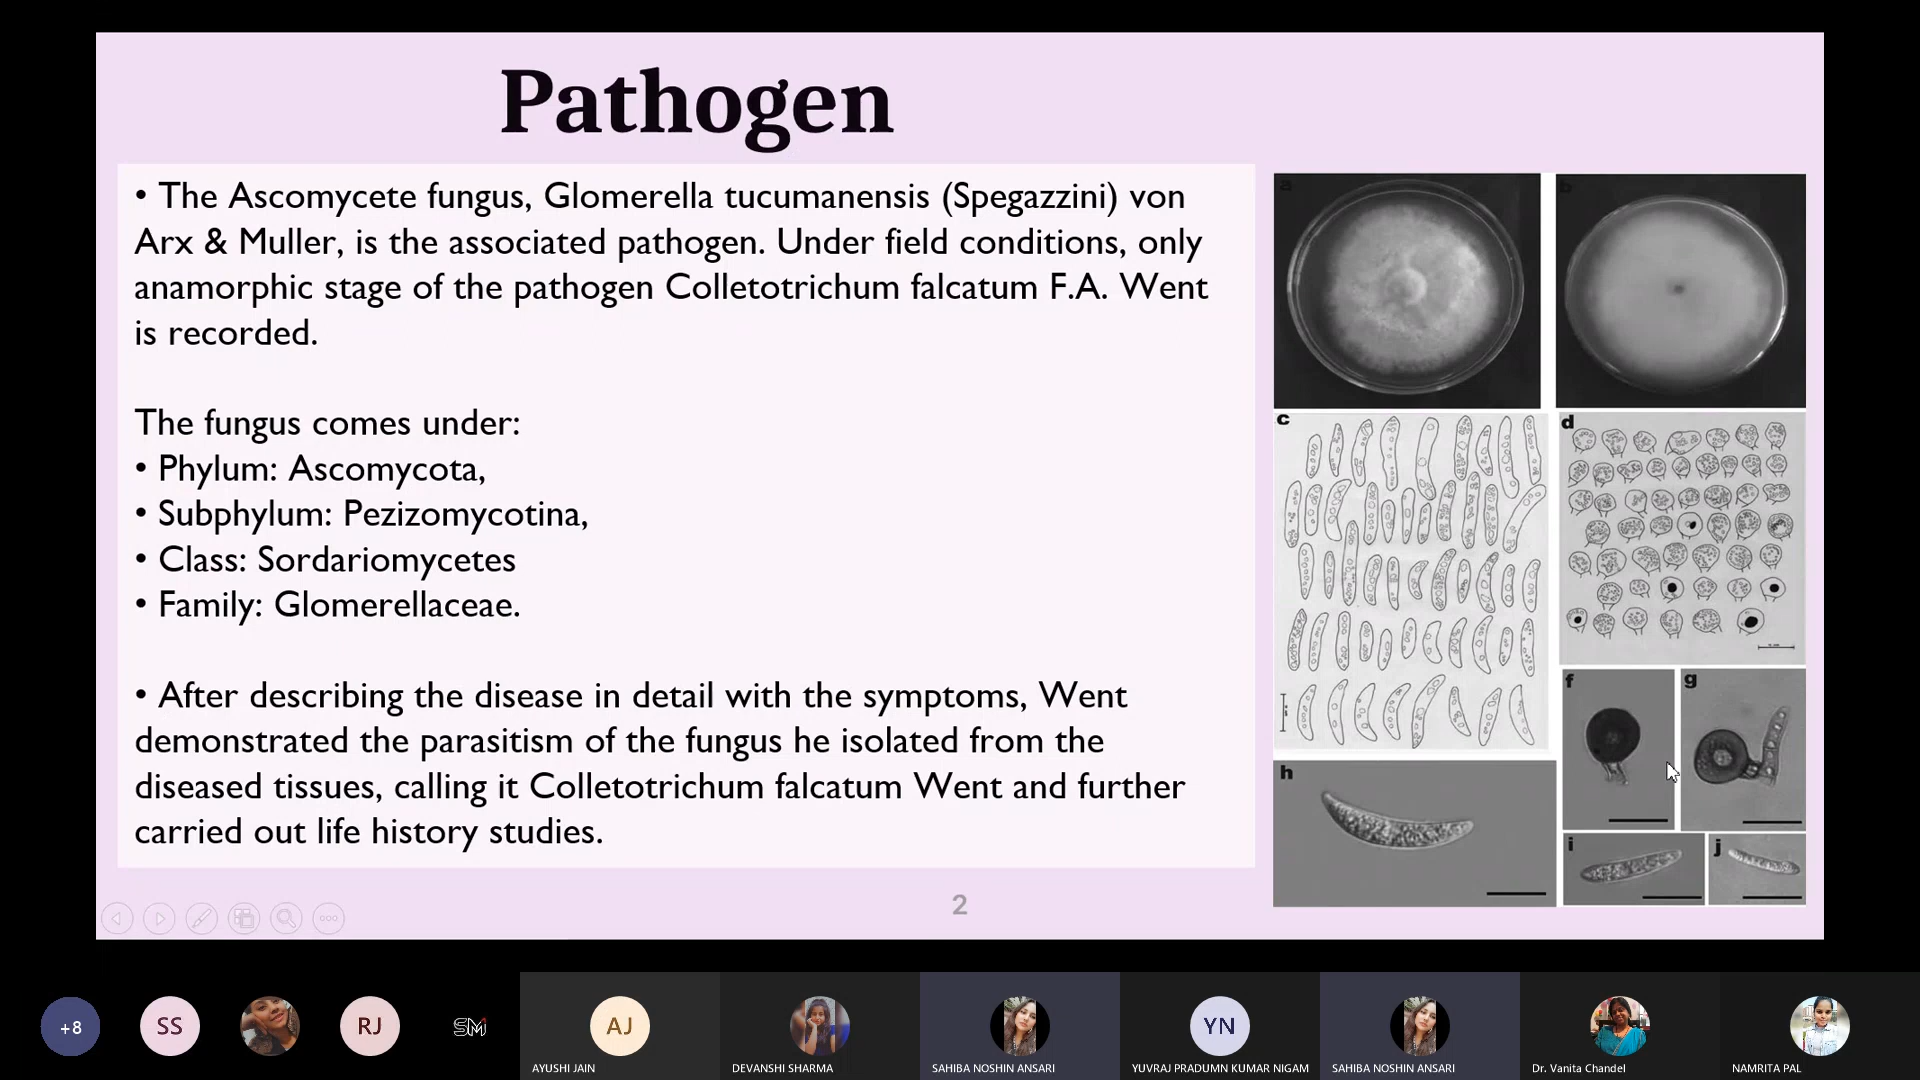 Pathogen
• The Ascomycete fungus, Glomerella tucumanensis (Spegazzini) von
Arx & Muller, is the associated pathogen. Under field conditions, only
anamorphic stage of the pathogen Colletotrichum falcatum F.A. Went
is recorded.
The fungus comes under:
• Phylum: Ascomycota,
• Subphylum: Pezizomycotina,
• Class: Sordariomycetes
• Family: Glomerellaceae.
• After describing the disease in detail with the symptoms, Went
demonstrated the parasitism of the fungus he isolated from the
diseased tissues, calling it Colletotrichum falcatum Went and further
carried out life history studies.
a
b
c
d
f
g
h
i
j
2
+8
SS
RJ
SM
AJ
YN
AYUSHI JAIN
DEVANSHI SHARMA
SAHIBA NOSHIN ANSARI
YUVRAJ PRADUMN KUMAR NIGAM
SAHIBA NOSHIN ANSARI
Dr. Vanita Chandel
NAMRITA PAL